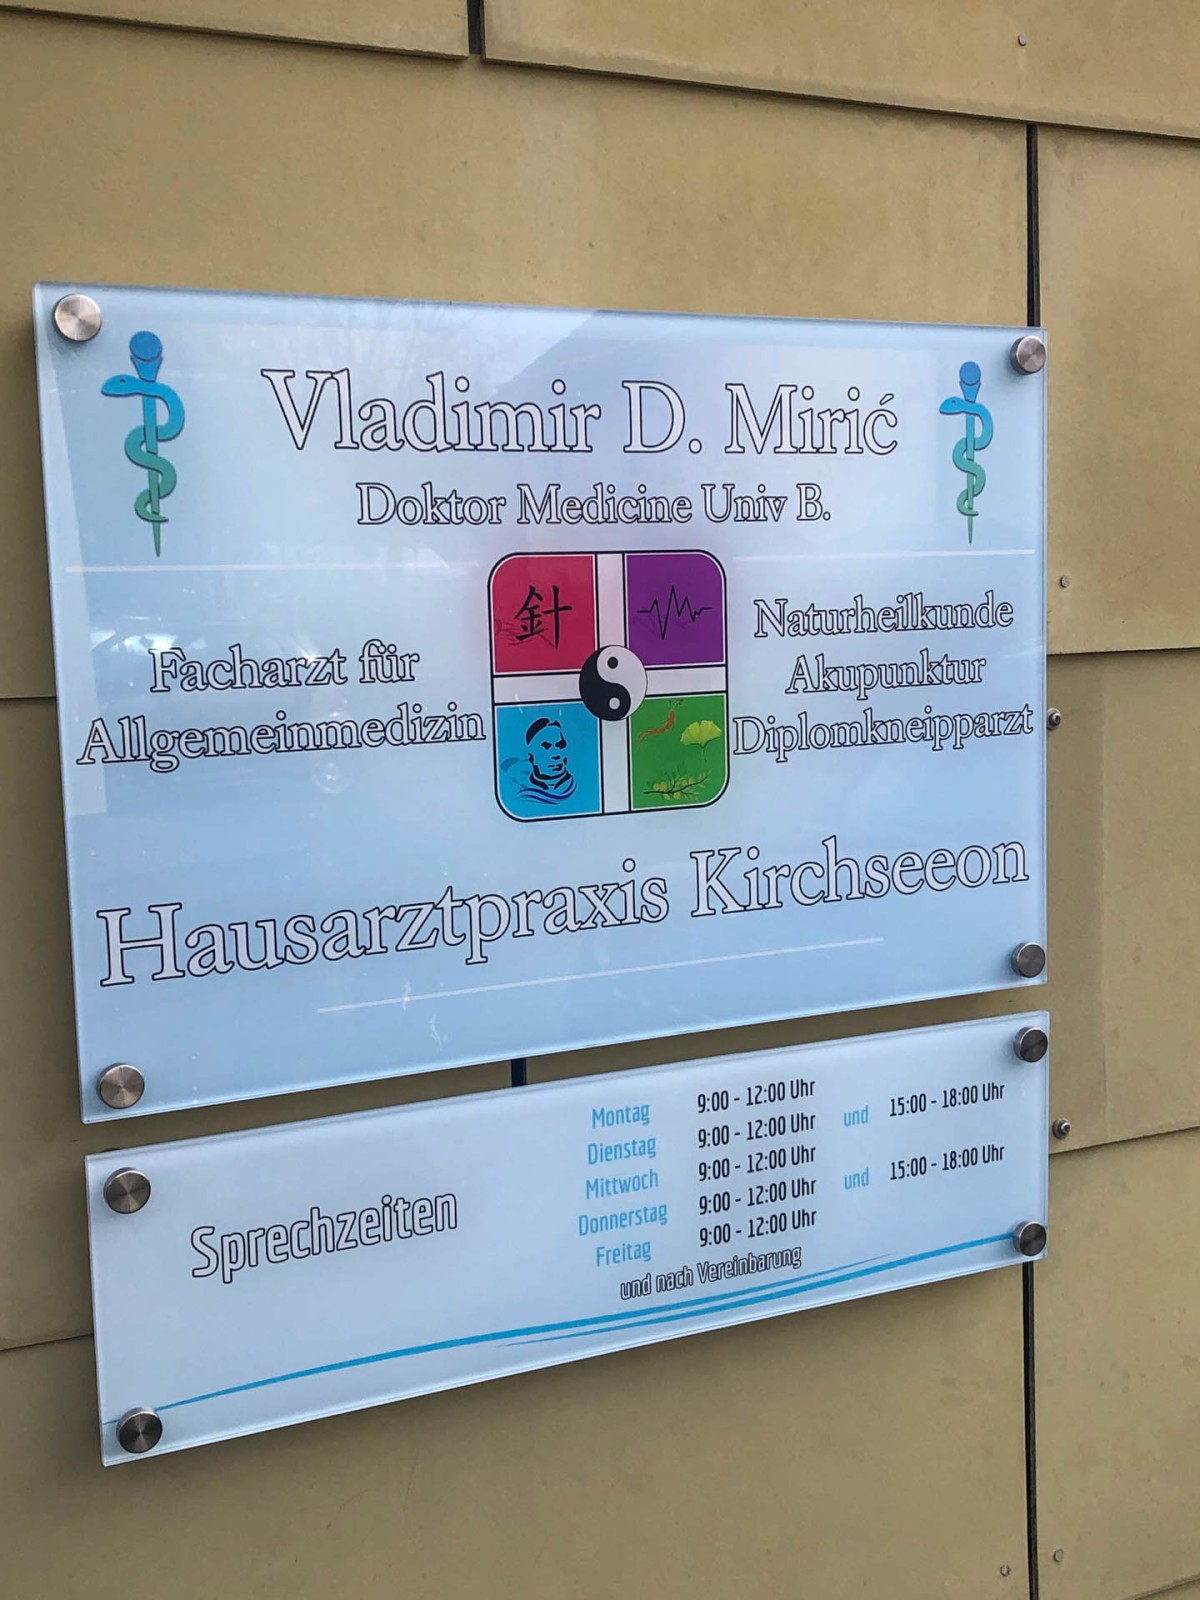 Vladimir D. Mirić
Doktor Medicine Univ B.
Facharzt für
Allgemeinmedizin
針
Naturheilkunde
Akupunktur
Diplomkneipparzt
Hausarztpraxis Kirchseeon
Sprechzeiten
Montag 9:00 - 12:00 Uhr
Dienstag 9:00 - 12:00 Uhr und 15:00 - 18:00 Uhr
Mittwoch 9:00 - 12:00 Uhr
Donnerstag 9:00 - 12:00 Uhr und 15:00 - 18:00 Uhr
Freitag 9:00 - 12:00 Uhr
und nach Vereinbarung